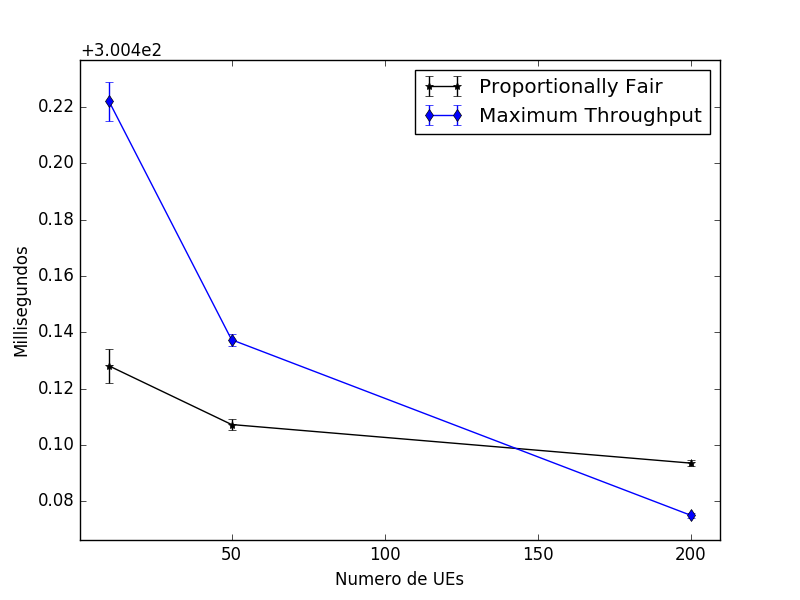 +3.004e2
Proportionally Fair
Maximum Throughput
0.22
0.20
0.18
0.16
0.14
0.12
0.10
0.08
Millisegundos
50
100
150
200
Numero de UEs